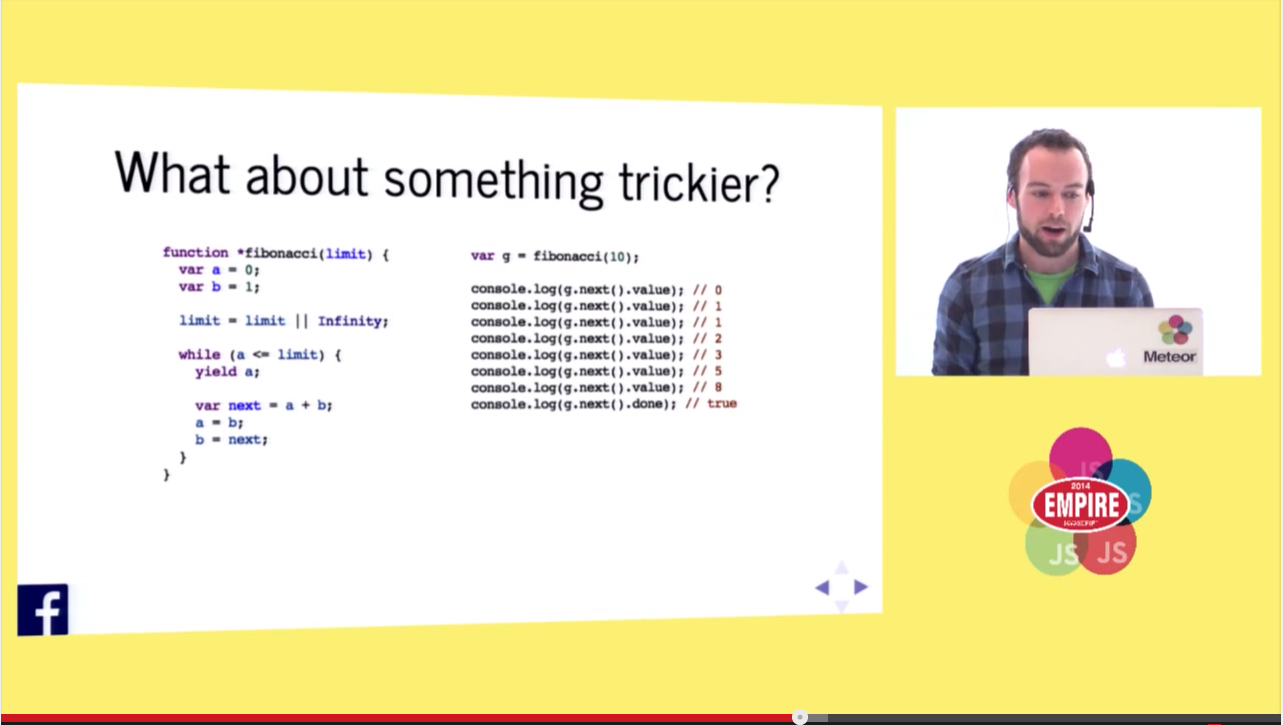 What about something trickier?
function *fibonacci(limit) {
var a = 0;
var b = 1;
limit = limit || Infinity;
while (a <= limit) {
yield a;
var next = a + b;
a = b;
b = next;
}
}
var g = fibonacci(10);
console.log(g.next().value); // 0
console.log(g.next().value); // 1
console.log(g.next().value); // 1
console.log(g.next().value); // 2
console.log(g.next().value); // 3
console.log(g.next().value); // 5
console.log(g.next().value); // 8
console.log(g.next().done); // true
f
Meteor
JS
2014
EMPIRE
JAVASCRIPT
S
JS
JS